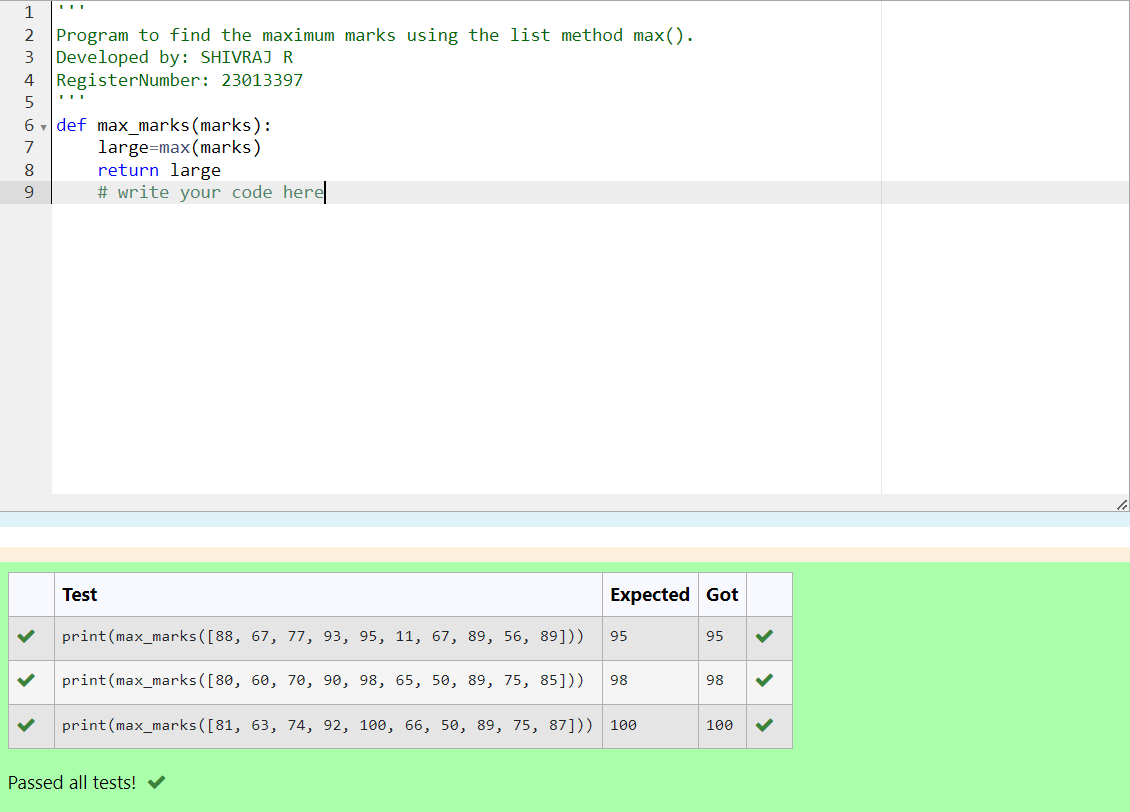 1 '''
2 Program to find the maximum marks using the list method max().
3 Developed by: SHIVRAJ R
4 RegisterNumber: 23013397
5 '''
6 def max_marks(marks):
7     large=max(marks)
8     return large
9     # write your code here
Test Expected Got
print(max_marks([88, 67, 77, 93, 95, 11, 67, 89, 56, 89])) 95 95
print(max_marks([80, 60, 70, 90, 98, 65, 50, 89, 75, 85])) 98 98
print(max_marks([81, 63, 74, 92, 100, 66, 50, 89, 75, 87])) 100 100
Passed all tests!